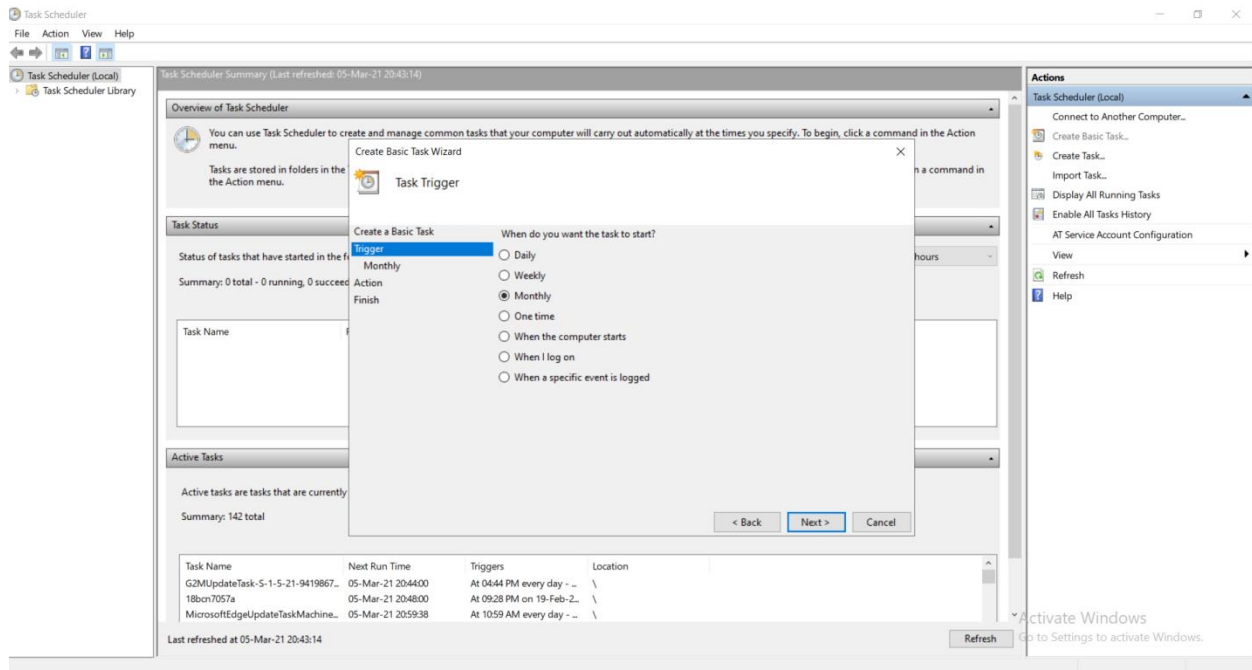 Task Scheduler
File Action View Help
Task Scheduler (Local)
Task Scheduler Library
Task Scheduler Summary (Last refreshed: 05-Mar-21 20:43:14)
Overview of Task Scheduler
You can use Task Scheduler to create and manage common tasks that your computer will carry out automatically at the times you specify. To begin, click a command in the Action
menu.
Tasks are stored in folders in the
n a command in
the Action menu.
Task Status
Status of tasks that have started in the f
hours
Summary: 0 total - 0 running, 0 succeed
Task Name
Create Basic Task Wizard
Task Trigger
Create a Basic Task
Trigger
Monthly
Action
Finish
When do you want the task to start?
Daily
Weekly
Monthly
One time
When the computer starts
When I log on
When a specific event is logged
< Back Next > Cancel
Active Tasks
Active tasks are tasks that are currently
Summary: 142 total
Task Name Next Run Time Triggers Location
G2MUpdateTask-S-1-5-21-9419867... 05-Mar-21 20:44:00 At 04:44 PM every day - ... \
18bcn7057a 05-Mar-21 20:48:00 At 09:28 PM on 19-Feb-2... \
MicrosoftEdgeUpdateTaskMachine... 05-Mar-21 20:59:38 At 10:59 AM every day - ... \
Last refreshed at 05-Mar-21 20:43:14
Refresh
Actions
Task Scheduler (Local)
Connect to Another Computer...
Create Basic Task...
Create Task...
Import Task...
Display All Running Tasks
Enable All Tasks History
AT Service Account Configuration
View
Refresh
Help
Activate Windows
Go to Settings to activate Windows.